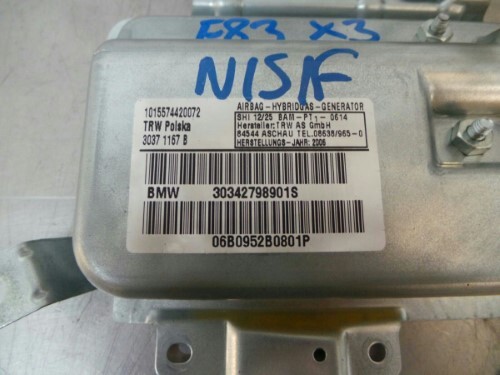 E83 X3
NISF
1015574420072
TRW Polska
3037 1167 B
AIRBAG-HYBRIDGAS-GENERATOR
SHI 12/25 BAM-PT1-0614
Hersteller:TRW AS GmbH
84544 ASCHAU TEL.08638/965-0
HERSTELLUNGS-JAHR:2006
BMW 30342798901S
06B0952B0801P